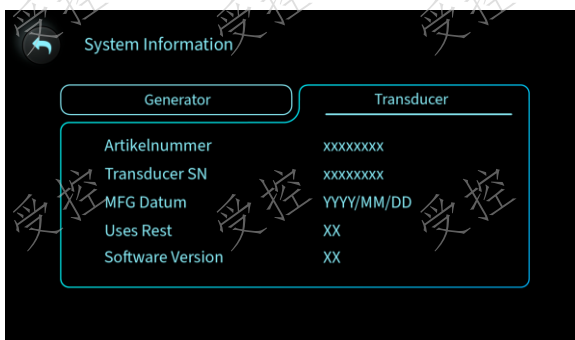 System Information
Generator
Transducer
Artikelnummer xxxxxxxx
Transducer SN xxxxxxxx
MFG Datum YYYY/MM/DD
Uses Rest XX
Software Version XX
受控
受控
受控
受控
受控
受控